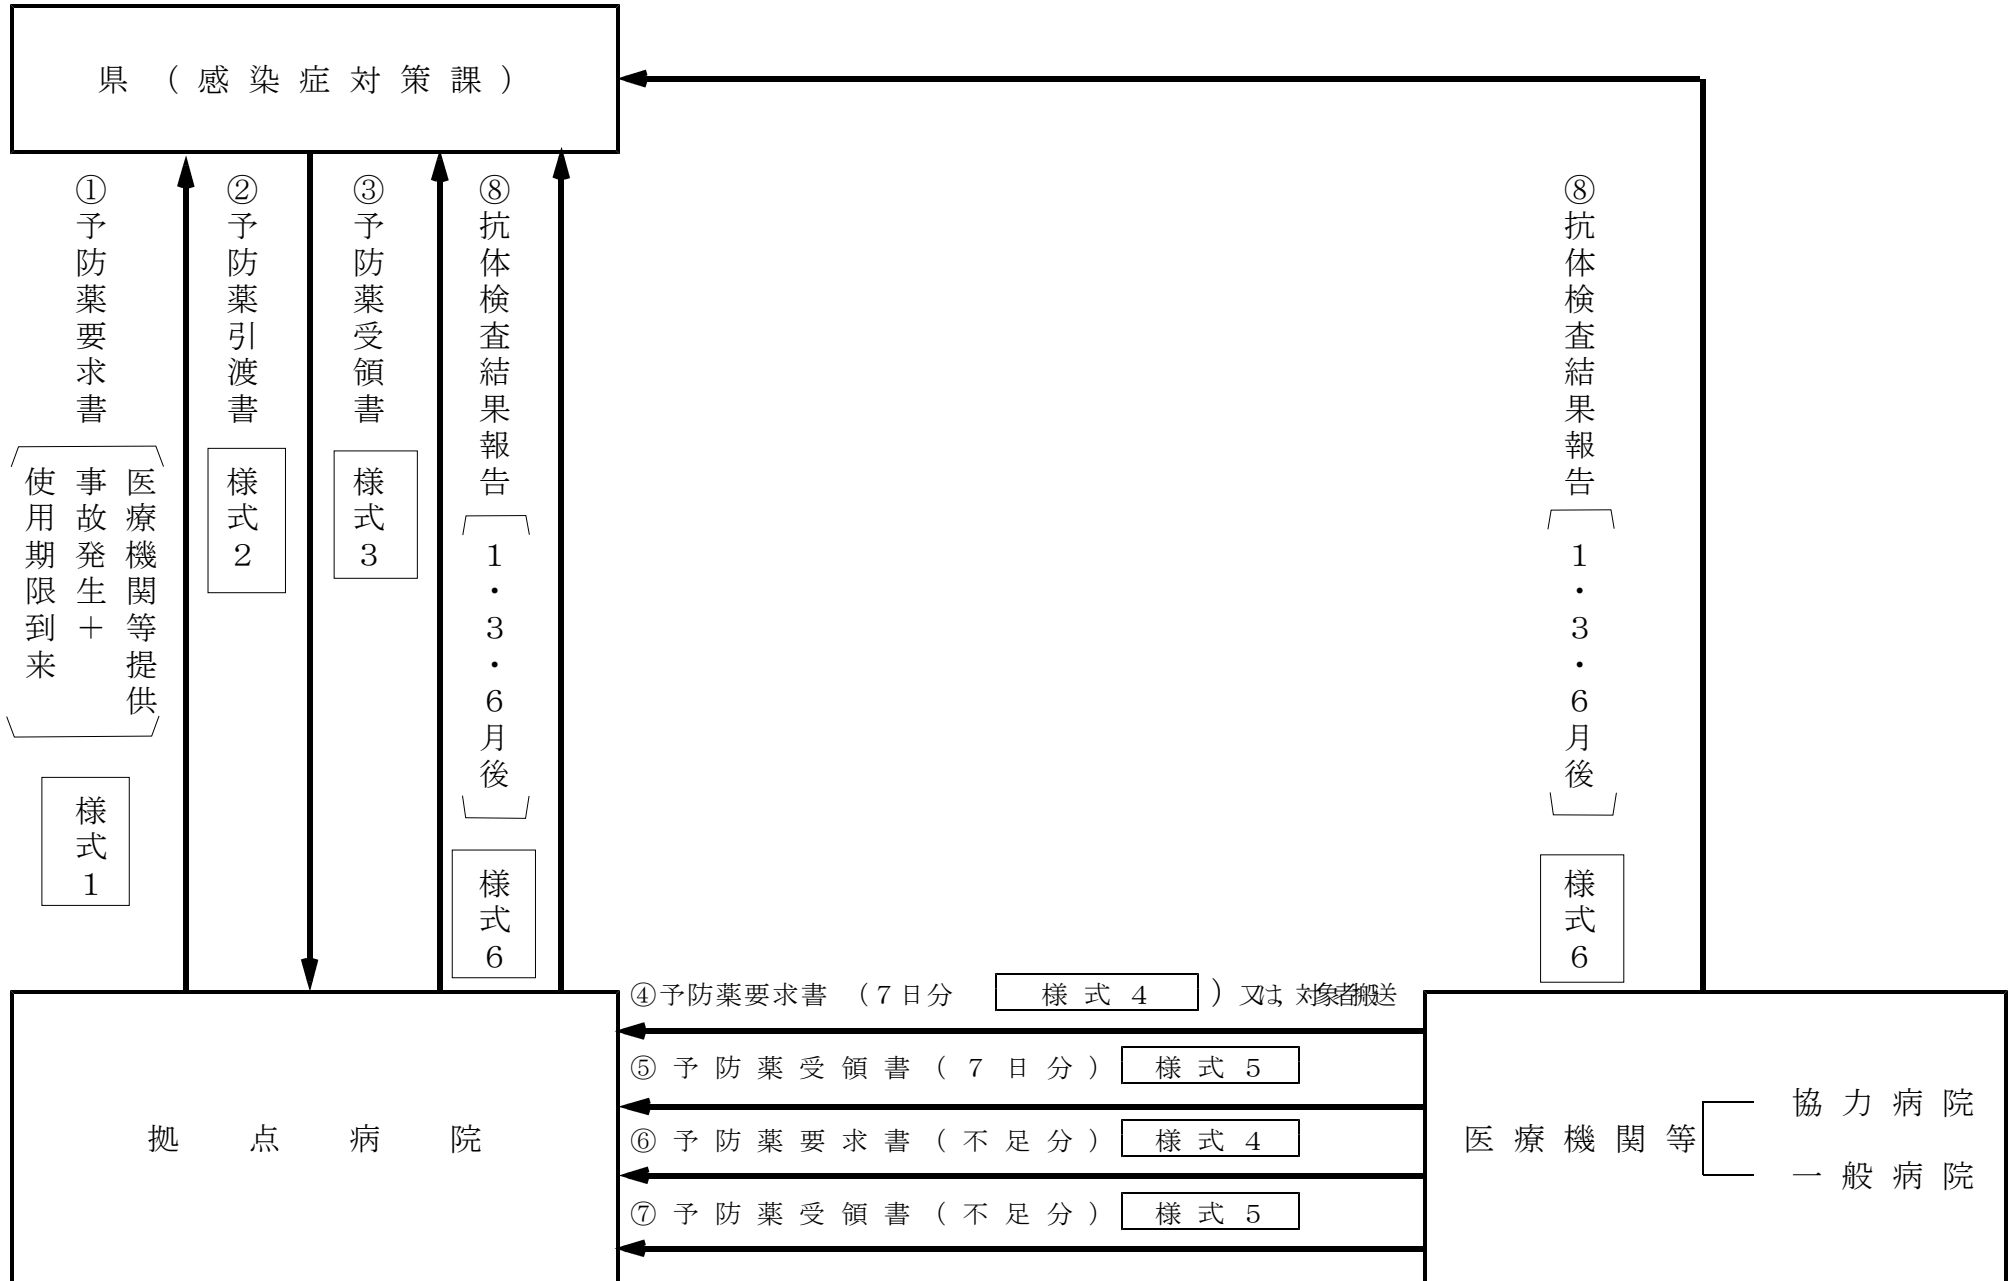 県（感染症対策課）
①予防薬要求書
医療機関等提供
事故発生＋
使用期限到来
様式１
②予防薬引渡書
様式２
③予防薬受領書
様式３
⑧抗体検査結果報告
１・３・６月後
様式６
⑧抗体検査結果報告
１・３・６月後
様式６
④予防薬要求書（７日分 様式４）又は，対象者搬送
⑤予防薬受領書（７日分）様式５
⑥予防薬要求書（不足分）様式４
⑦予防薬受領書（不足分）様式５
拠点病院
医療機関等
協力病院
一般病院